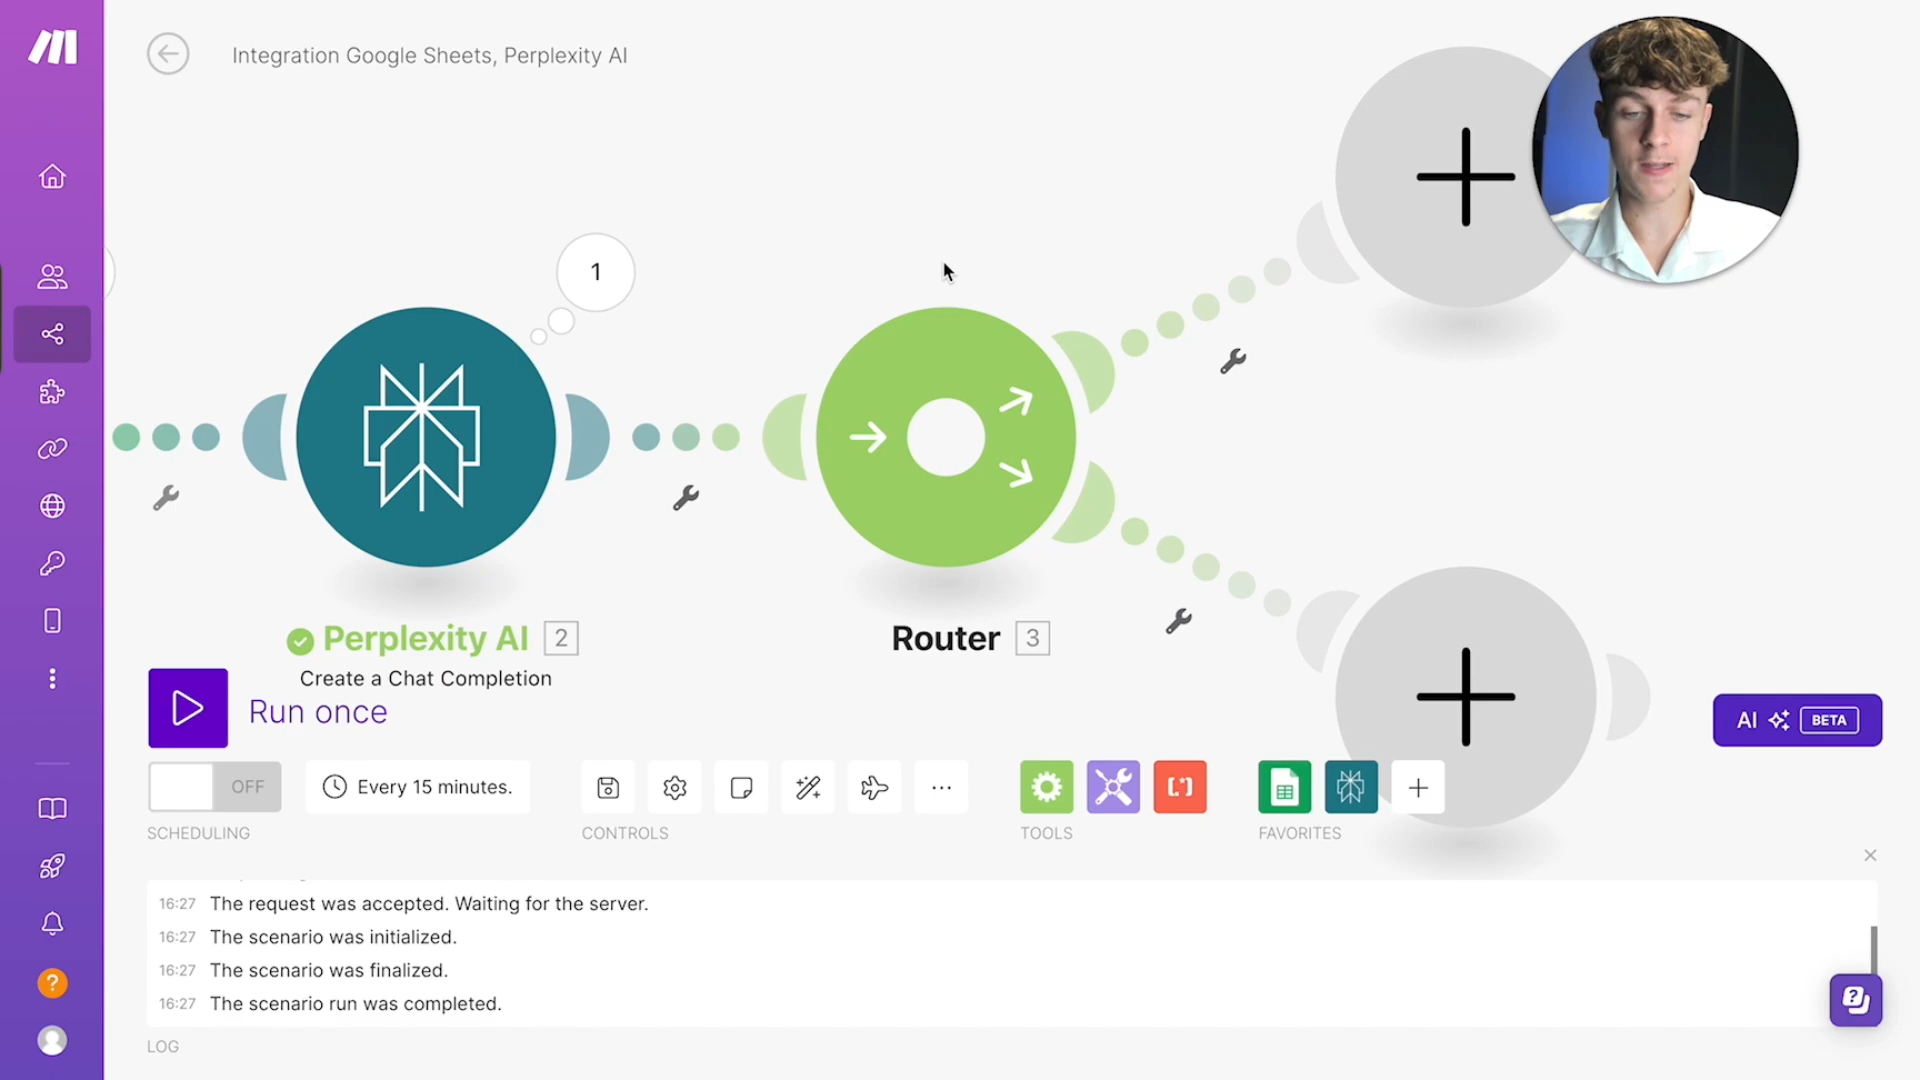 Integration Google Sheets, Perplexity AI
1
Perplexity AI 2
Create a Chat Completion
Router 3
Run once
AI BETA
OFF
Every 15 minutes.
SCHEDULING
CONTROLS
TOOLS
FAVORITES
16:27 The request was accepted. Waiting for the server.
16:27 The scenario was initialized.
16:27 The scenario was finalized.
16:27 The scenario run was completed.
LOG